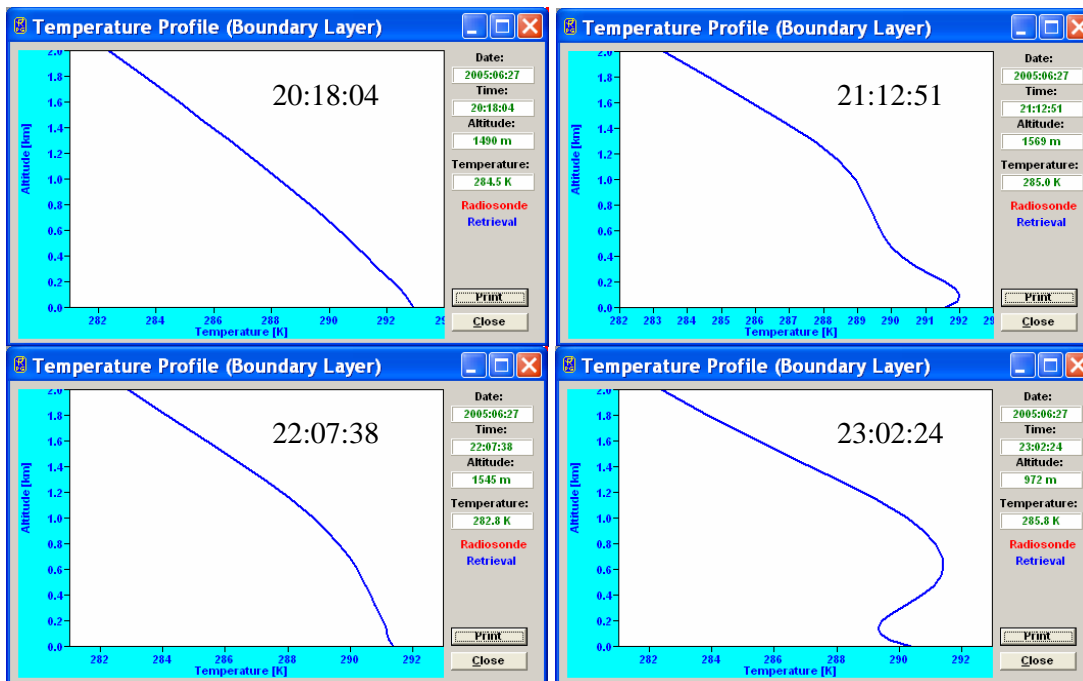 Temperature Profile (Boundary Layer)
2.0
1.8
1.6
1.4
1.2
1.0
0.8
0.6
0.4
0.2
0.0
Altitude [km]
20:18:04
282
284
286
288
290
292
29
Temperature [K]
Date:
2005:06:27
Time:
20:18:04
Altitude:
1490 m
Temperature:
284.5 K
Radiosonde
Retrieval
Print
Close
Temperature Profile (Boundary Layer)
2.0
1.8
1.6
1.4
1.2
1.0
0.8
0.6
0.4
0.2
0.0
Altitude [km]
21:12:51
282
283
284
285
286
287
288
289
290
291
292
29
Temperature [K]
Date:
2005:06:27
Time:
21:12:51
Altitude:
1569 m
Temperature:
285.0 K
Radiosonde
Retrieval
Print
Close
Temperature Profile (Boundary Layer)
2.0
1.8
1.6
1.4
1.2
1.0
0.8
0.6
0.4
0.2
0.0
Altitude [km]
22:07:38
282
284
286
288
290
292
Temperature [K]
Date:
2005:06:27
Time:
22:07:38
Altitude:
1545 m
Temperature:
282.8 K
Radiosonde
Retrieval
Print
Close
Temperature Profile (Boundary Layer)
2.0
1.8
1.6
1.4
1.2
1.0
0.8
0.6
0.4
0.2
0.0
Altitude [km]
23:02:24
282
284
286
288
290
292
Temperature [K]
Date:
2005:06:27
Time:
23:02:24
Altitude:
972 m
Temperature:
285.8 K
Radiosonde
Retrieval
Print
Close